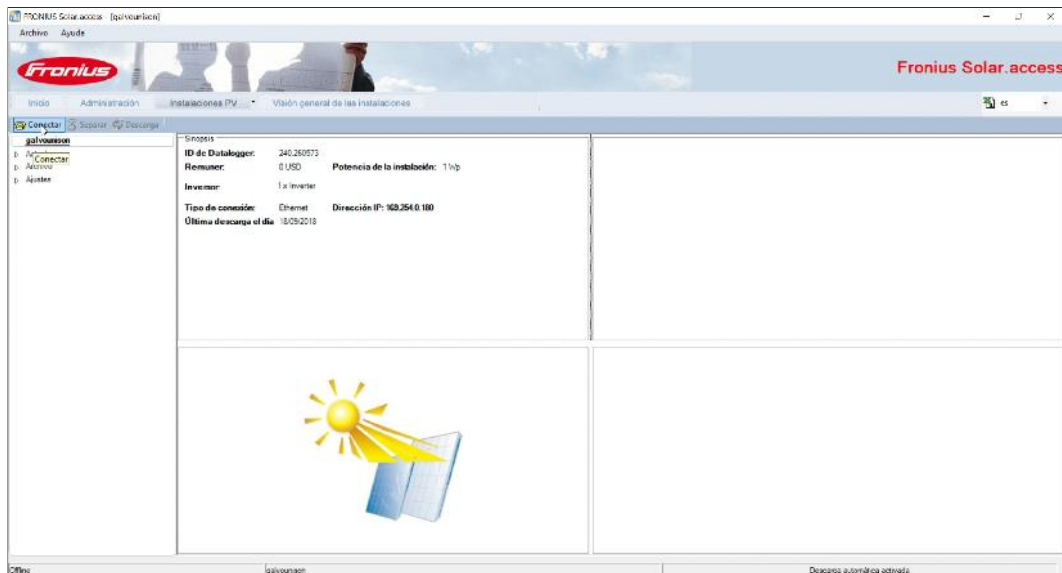 FRONIUS Solar.access - [galvounison]
Archivo Ayuda
Fronius
Fronius Solar.access
Inicio Administración Instalaciones PV Visión general de las instalaciones es
Conectar Separar Descarga
galvounison
Conectar
Archivo
Ajustes
Sinopsis
ID de Datalogger: 240.260573
Remuner: 0 USD Potencia de la instalación: 1 Wp
Inversor 1 x Inverter
Tipo de conexión: Ethernet Dirección IP: 169.254.0.180
Última descarga el día 18/09/2018
Offline galvounison Descarga automática activada